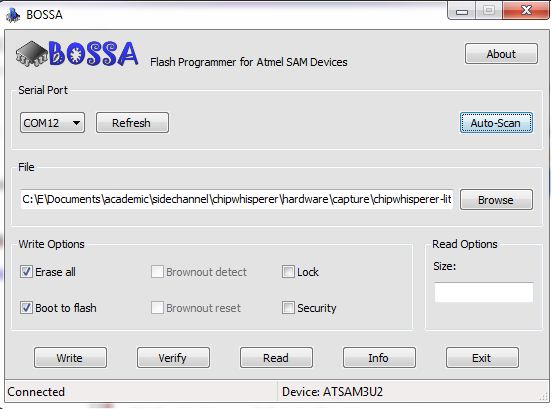 BOSSA
BOSSA
Flash Programmer for Atmel SAM Devices
About
Serial Port
COM12
Refresh
Auto-Scan
File
C:\E\Documents\academic\sidechannel\chipwhisperer\hardware\capture\chipwhisperer-lit
Browse
Write Options
Read Options
Erase all
Brownout detect
Lock
Size:
Boot to flash
Brownout reset
Security
Write
Verify
Read
Info
Exit
Connected
Device: ATSAM3U2